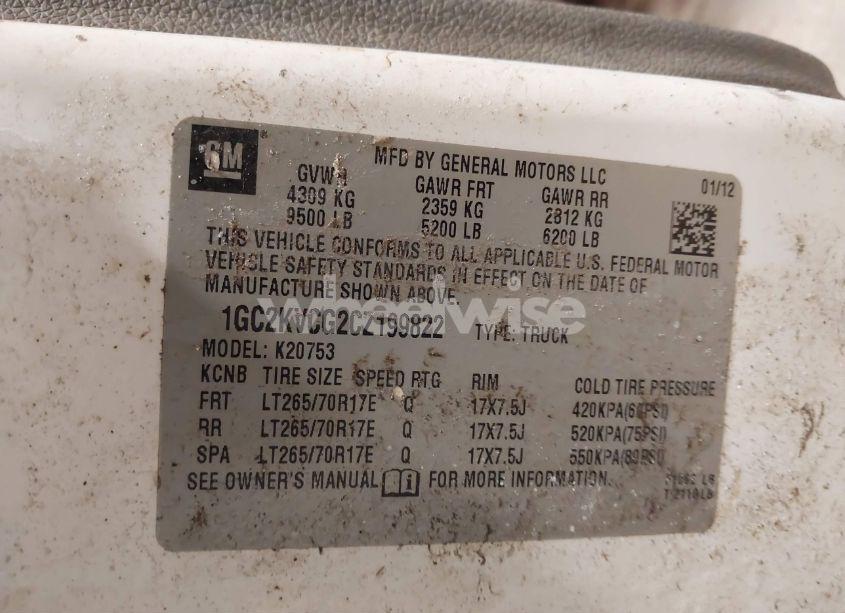 GM
MFD BY GENERAL MOTORS LLC 01/12
GVWR GAWR FRT GAWR RR
4309 KG 2359 KG 2812 KG
9500 LB 5200 LB 6200 LB
THIS VEHICLE CONFORMS TO ALL APPLICABLE U.S. FEDERAL MOTOR
VEHICLE SAFETY STANDARDS IN EFFECT ON THE DATE OF
MANUFACTURE SHOWN ABOVE.
wheelwise
1GC2KVCG2CZ199822 TYPE: TRUCK
MODEL: K20753
KCNB TIRE SIZE SPEED RTG RIM COLD TIRE PRESSURE
FRT LT265/70R17E Q 17X7.5J 420KPA(60PSI)
RR LT265/70R17E Q 17X7.5J 520KPA(75PSI)
SPA LT265/70R17E Q 17X7.5J 550KPA(80PSI)
SEE OWNER'S MANUAL FOR MORE INFORMATION.